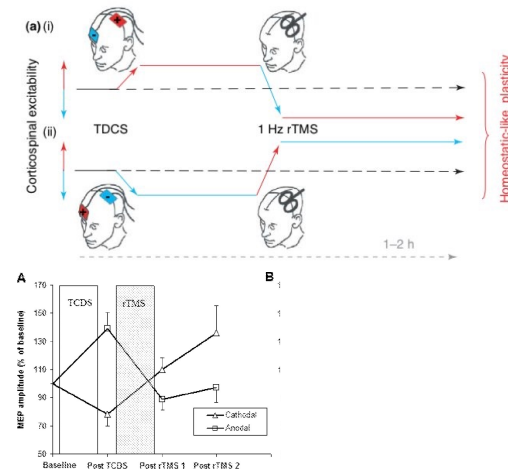 (a) (i)
+
-
Corticospinal excitability
TDCS
1 Hz rTMS
(ii)
-
+
Homeostatic-like plasticity
1–2 h
A
B
170
150
130
110
90
70
50
MEP amplitude (% of baseline)
TCDS
rTMS
Cathodal
Anodal
Baseline
Post TCDS
Post rTMS 1
Post rTMS 2